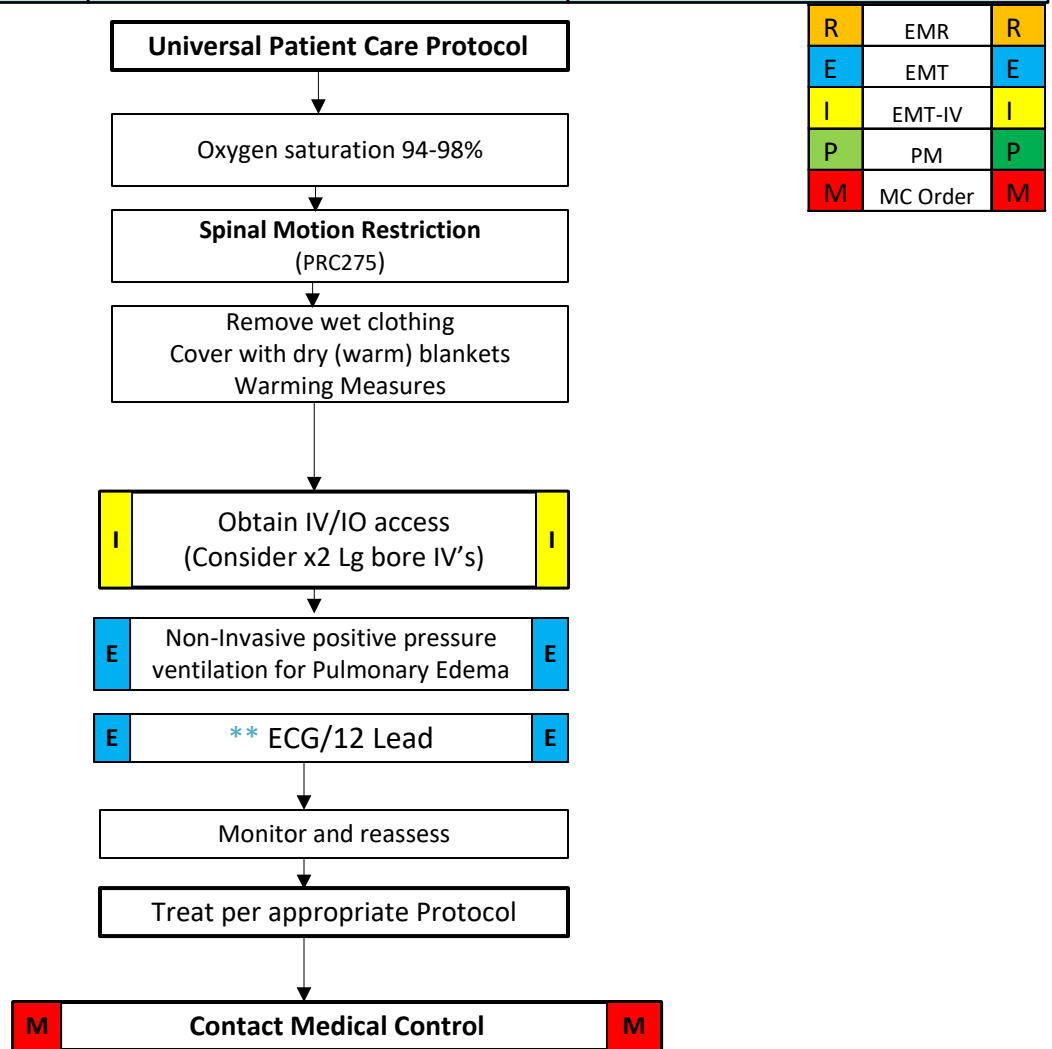 Universal Patient Care Protocol
R EMR R
E EMT E
I EMT-IV I
P PM P
M MC Order M
Oxygen saturation 94-98%
Spinal Motion Restriction
(PRC275)
Remove wet clothing
Cover with dry (warm) blankets
Warming Measures
I Obtain IV/IO access I
(Consider x2 Lg bore IV’s)
E Non-Invasive positive pressure E
ventilation for Pulmonary Edema
E ** ECG/12 Lead E
Monitor and reassess
Treat per appropriate Protocol
M Contact Medical Control M